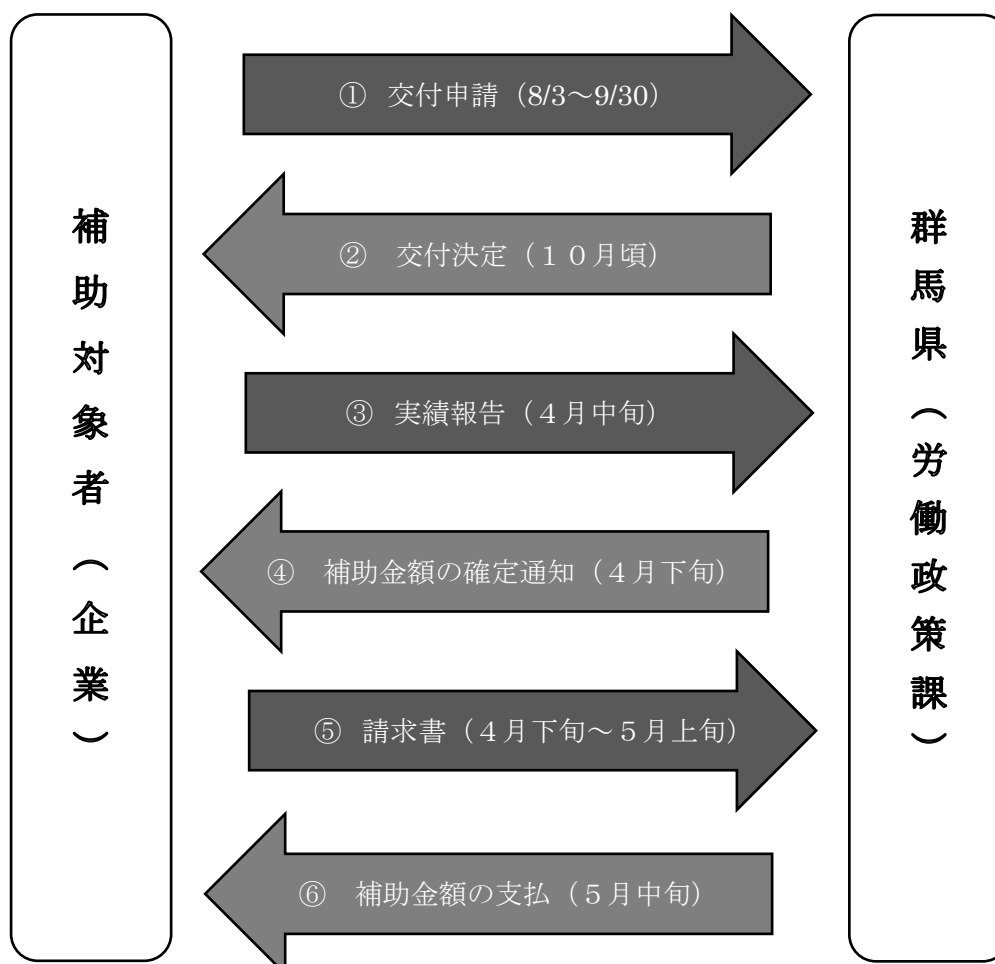 補助対象者（企業）
① 交付申請（8/3～9/30）
② 交付決定（１０月頃）
③ 実績報告（４月中旬）
④ 補助金額の確定通知（４月下旬）
⑤ 請求書（４月下旬～５月上旬）
⑥ 補助金額の支払（５月中旬）
群馬県（労働政策課）